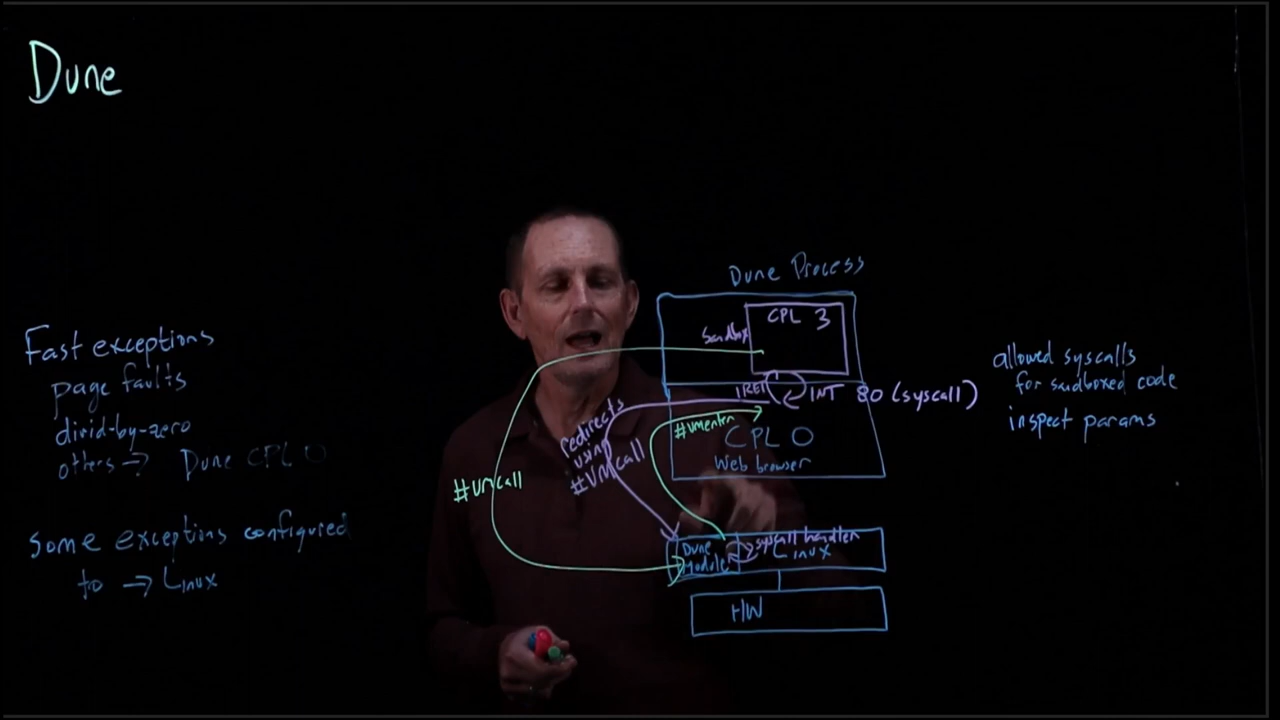 Dune
Fast exceptions
page faults
divid-by-zero
others → Dune CPL 0
Some exceptions configured
to → Linux
Dune Process
CPL 3
Sandbox
IRET
INT 80 (syscall)
redirects
using
#VMcall
#vmenter
CPL 0
Web browser
#VMcall
Dune
Module
syscall handler
Linux
H/W
allowed syscalls
for sandboxed code
inspect params